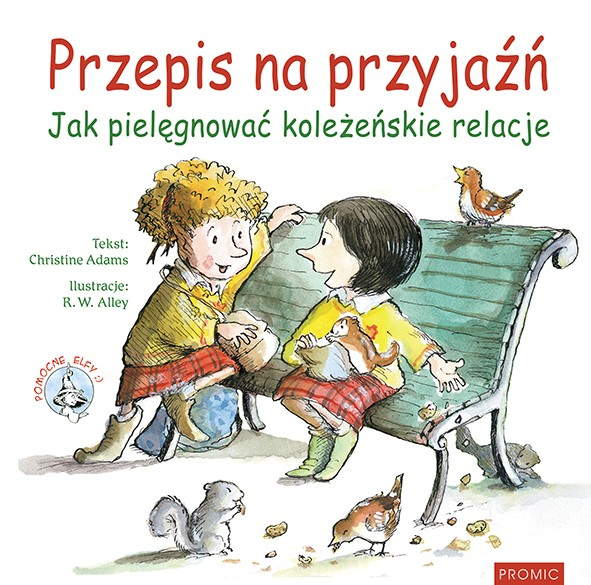 Przepis na przyjaźń
Jak pielęgnować koleżeńskie relacje
Tekst:
Christine Adams
Ilustracje:
R. W. Alley
POMOCNE ELFY :)
PROMIC